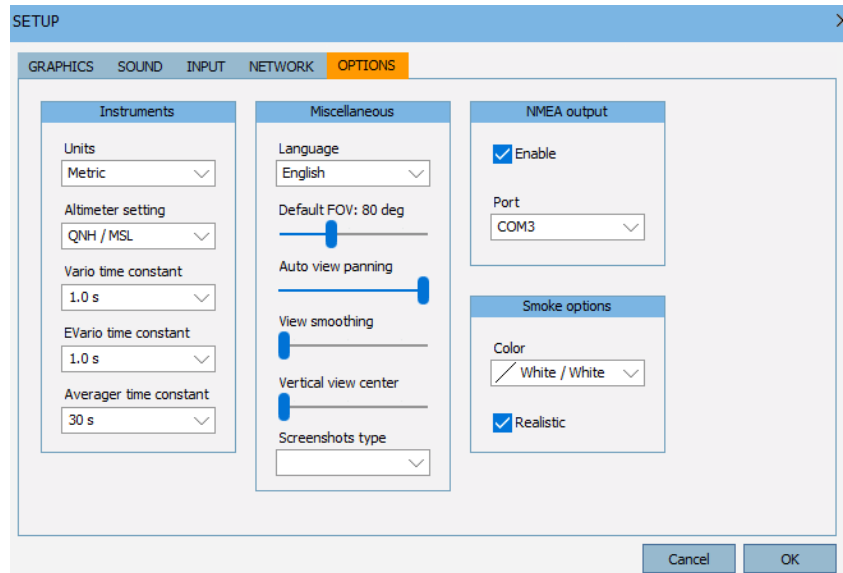 SETUP
GRAPHICS SOUND INPUT NETWORK OPTIONS
Instruments
Units
Metric
Altimeter setting
QNH / MSL
Vario time constant
1.0 s
EVario time constant
1.0 s
Averager time constant
30 s
Miscellaneous
Language
English
Default FOV: 80 deg
Auto view panning
View smoothing
Vertical view center
Screenshots type
NMEA output
Enable
Port
COM3
Smoke options
Color
White / White
Realistic
Cancel OK